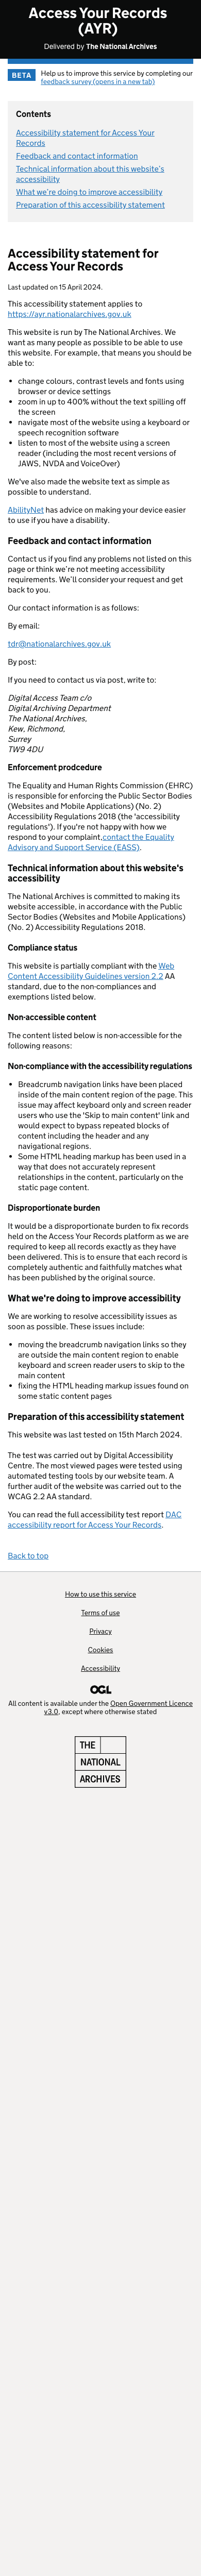 Access Your Records
(AYR)
Delivered by The National Archives
BETA
Help us to improve this service by completing our
feedback survey (opens in a new tab)
Contents
Accessibility statement for Access Your
Records
Feedback and contact information
Technical information about this website's
accessibility
What we're doing to improve accessibility
Preparation of this accessibility statement
Accessibility statement for
Access Your Records
Last updated on 15 April 2024.
This accessibility statement applies to
https://ayr.nationalarchives.gov.uk
This website is run by The National Archives. We
want as many people as possible to be able to use
this website. For example, that means you should be
able to:
• change colours, contrast levels and fonts using
browser or device settings
• zoom in up to 400% without the text spilling off
the screen
• navigate most of the website using a keyboard or
speech recognition software
• listen to most of the website using a screen
reader (including the most recent versions of
JAWS, NVDA and VoiceOver)
We've also made the website text as simple as
possible to understand.
AbilityNet has advice on making your device easier
to use if you have a disability.
Feedback and contact information
Contact us if you find any problems not listed on this
page or think we're not meeting accessibility
requirements. We'll consider your request and get
back to you.
Our contact information is as follows:
By email:
tdr@nationalarchives.gov.uk
By post:
If you need to contact us via post, write to:
Digital Access Team c/o
Digital Archiving Department
The National Archives,
Kew, Richmond,
Surrey
TW9 4DU
Enforcement prodcedure
The Equality and Human Rights Commission (EHRC)
is responsible for enforcing the Public Sector Bodies
(Websites and Mobile Applications) (No. 2)
Accessibility Regulations 2018 (the 'accessibility
regulations'). If you're not happy with how we
respond to your complaint,contact the Equality
Advisory and Support Service (EASS).
Technical information about this website's
accessibility
The National Archives is committed to making its
website accessible, in accordance with the Public
Sector Bodies (Websites and Mobile Applications)
(No. 2) Accessibility Regulations 2018.
Compliance status
This website is partially compliant with the Web
Content Accessibility Guidelines version 2.2 AA
standard, due to the non-compliances and
exemptions listed below.
Non-accessible content
The content listed below is non-accessible for the
following reasons:
Non-compliance with the accessibility regulations
• Breadcrumb navigation links have been placed
inside of the main content region of the page. This
issue may affect keyboard only and screen reader
users who use the 'Skip to main content' link and
would expect to bypass repeated blocks of
content including the header and any
navigational regions.
• Some HTML heading markup has been used in a
way that does not accurately represent
relationships in the content, particularly on the
static page content.
Disproportionate burden
It would be a disproportionate burden to fix records
held on the Access Your Records platform as we are
required to keep all records exactly as they have
been delivered. This is to ensure that each record is
completely authentic and faithfully matches what
has been published by the original source.
What we're doing to improve accessibility
We are working to resolve accessibility issues as
soon as possible. These issues include:
• moving the breadcrumb navigation links so they
are outside the main content region to enable
keyboard and screen reader users to skip to the
main content
• fixing the HTML heading markup issues found on
some static content pages
Preparation of this accessibility statement
This website was last tested on 15th March 2024.
The test was carried out by Digital Accessibility
Centre. The most viewed pages were tested using
automated testing tools by our website team. A
further audit of the website was carried out to the
WCAG 2.2 AA standard.
You can read the full accessibility test report DAC
accessibility report for Access Your Records.
Back to top
How to use this service
Terms of use
Privacy
Cookies
Accessibility
OGL
All content is available under the Open Government Licence
v3.0, except where otherwise stated
THE
NATIONAL
ARCHIVES